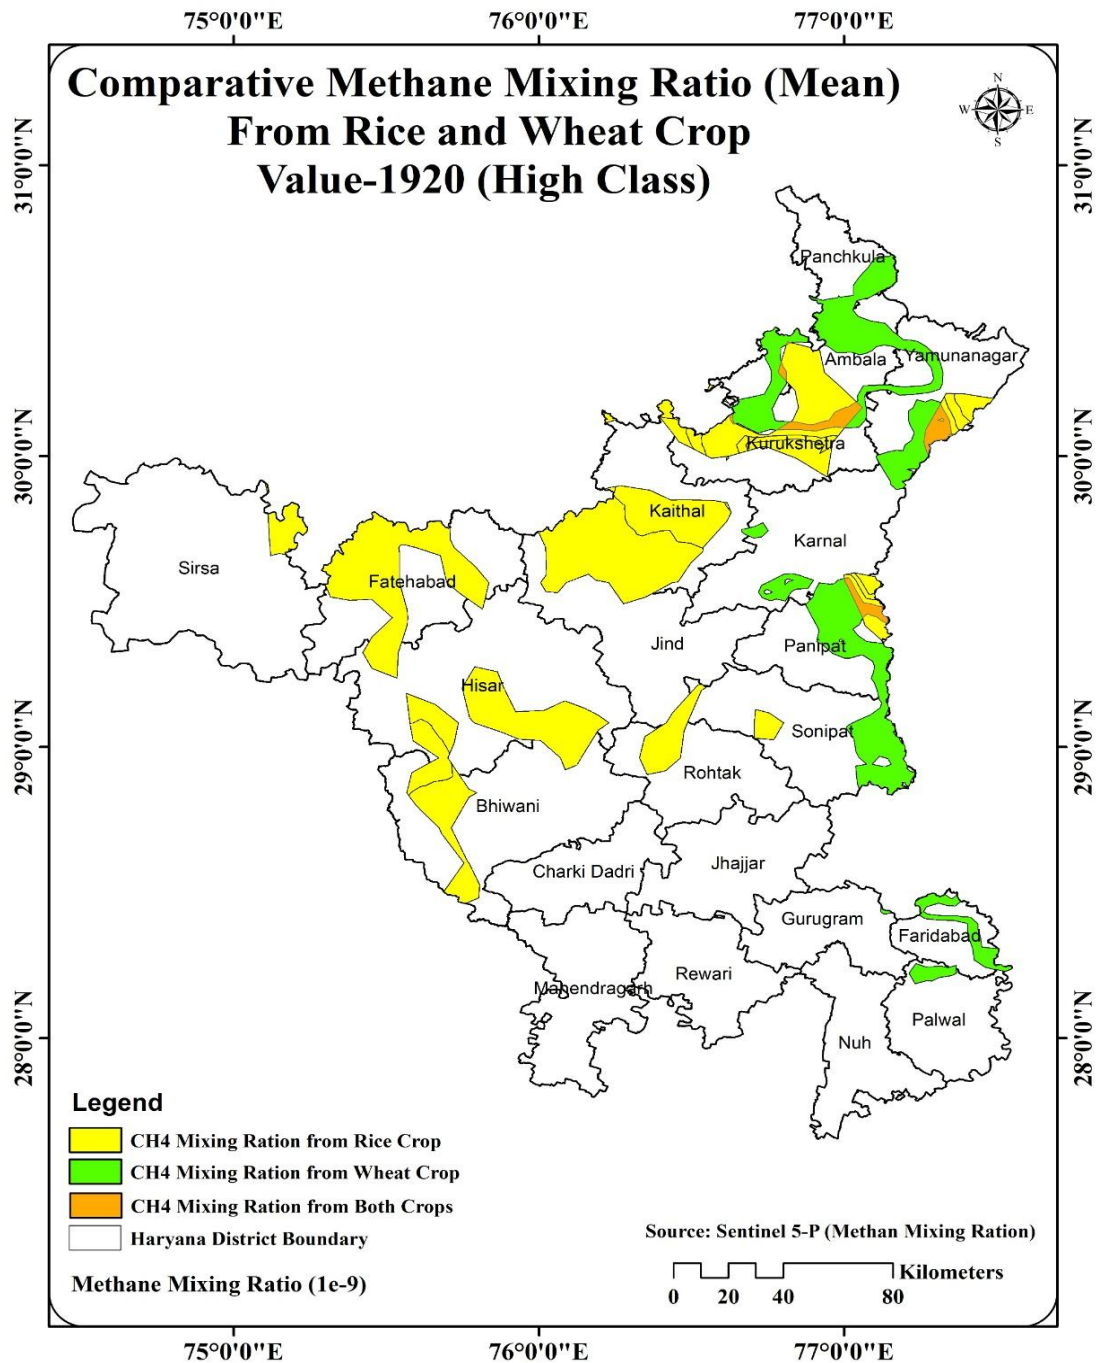 75°0'0"E 76°0'0"E 77°0'0"E
Comparative Methane Mixing Ratio (Mean)
From Rice and Wheat Crop
Value-1920 (High Class)
N
W E
S
31°0'0"N 31°0'0"N
Panchkula
Ambala
Yamunanagar
Kurukshetra
30°0'0"N 30°0'0"N
Kaithal
Karnal
Sirsa
Fatehabad
Jind
Panipat
Hisar
Sonipat
29°0'0"N 29°0'0"N
Rohtak
Bhiwani
Jhajjar
Charki Dadri
Gurugram
Faridabad
Rewari
Mahendragarh
Palwal
Nuh
28°0'0"N 28°0'0"N
Legend
CH4 Mixing Ration from Rice Crop
CH4 Mixing Ration from Wheat Crop
CH4 Mixing Ration from Both Crops
Haryana District Boundary
Methane Mixing Ratio (1e-9)
Source: Sentinel 5-P (Methan Mixing Ration)
Kilometers
0 20 40 80
75°0'0"E 76°0'0"E 77°0'0"E